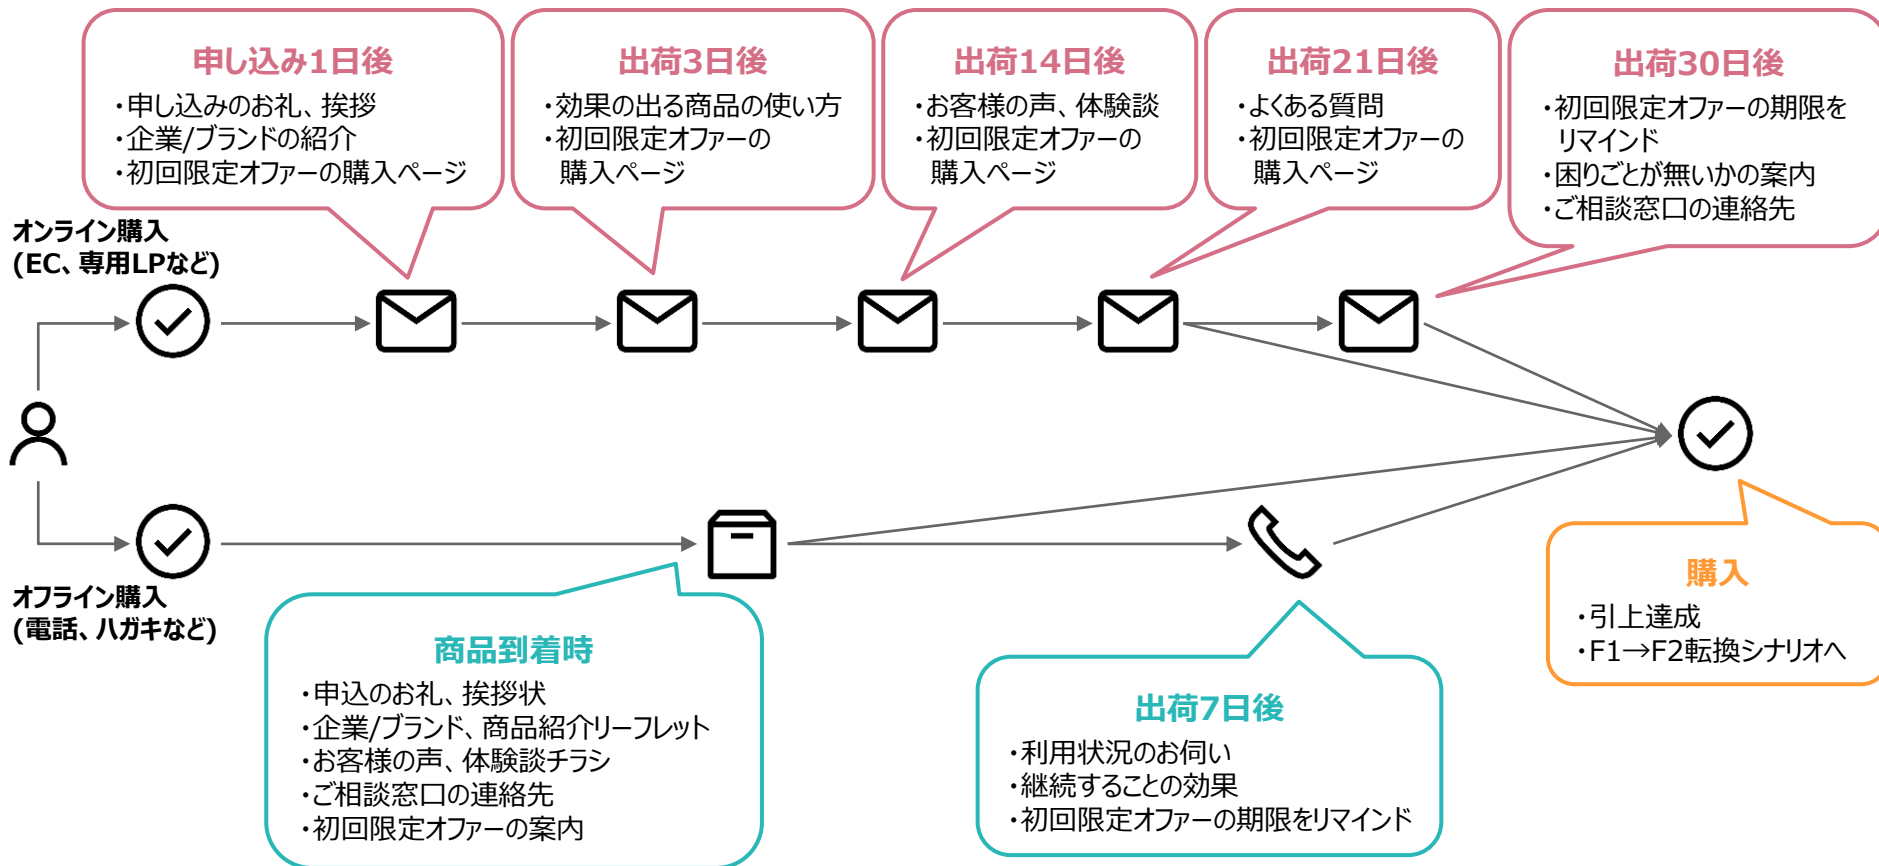 申し込み1日後
・申し込みのお礼、挨拶
・企業/ブランドの紹介
・初回限定オファーの購入ページ
出荷3日後
・効果の出る商品の使い方
・初回限定オファーの
購入ページ
出荷14日後
・お客様の声、体験談
・初回限定オファーの
購入ページ
出荷21日後
・よくある質問
・初回限定オファーの
購入ページ
出荷30日後
・初回限定オファーの期限を
リマインド
・困りごとが無いかの案内
・ご相談窓口の連絡先
オンライン購入
(EC、専用LPなど)
オフライン購入
(電話、ハガキなど)
商品到着時
・申込のお礼、挨拶状
・企業/ブランド、商品紹介リーフレット
・お客様の声、体験談チラシ
・ご相談窓口の連絡先
・初回限定オファーの案内
出荷7日後
・利用状況のお伺い
・継続することの効果
・初回限定オファーの期限をリマインド
購入
・引上達成
・F1→F2転換シナリオへ